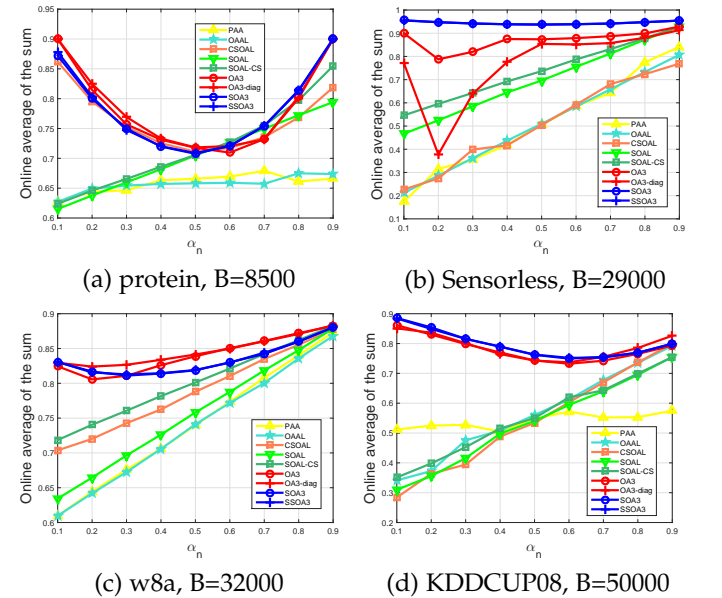 Online average of the sum
0.9
0.85
0.8
0.75
0.7
0.65
0.6
PAA
OAAL
CSOAL
SOAL
SOAL-CS
OA3
OA3-diag
SOA3
SSOA3
0.1 0.2 0.3 0.4 0.5 0.6 0.7 0.8 0.9
αn
(a) protein, B=8500
Online average of the sum
1
0.9
0.8
0.7
0.6
0.5
0.4
0.3
0.2
0.1
PAA
OAAL
CSOAL
SOAL
SOAL-CS
OA3
OA3-diag
SOA3
SSOA3
0.1 0.2 0.3 0.4 0.5 0.6 0.7 0.8 0.9
αn
(b) Sensorless, B=29000
Online average of the sum
0.9
0.85
0.8
0.75
0.7
0.65
0.6
PAA
OAAL
CSOAL
SOAL
SOAL-CS
OA3
OA3-diag
SOA3
SSOA3
0.1 0.2 0.3 0.4 0.5 0.6 0.7 0.8 0.9
αn
(c) w8a, B=32000
Online average of the sum
0.9
0.8
0.7
0.6
0.5
0.4
0.3
0.2
PAA
OAAL
CSOAL
SOAL
SOAL-CS
OA3
OA3-diag
SOA3
SSOA3
0.1 0.2 0.3 0.4 0.5 0.6 0.7 0.8 0.9
αn
(d) KDDCUP08, B=50000